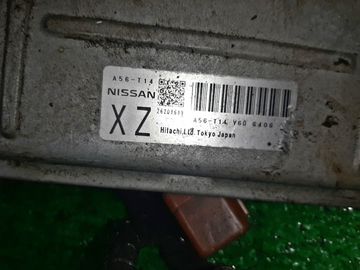 A56-T14
NISSAN
XZ
A56-T14 V60 6406
Hitachi,Ltd. Tokyo Japan